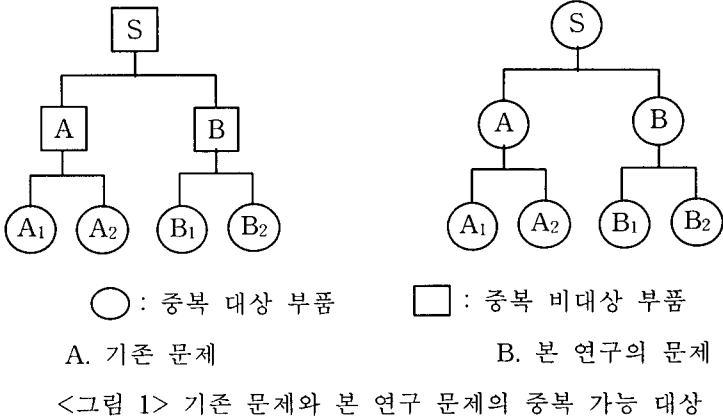 S S
A B A B
A1 A2 B1 B2 A1 A2 B1 B2
: 중복 대상 부품 : 중복 비대상 부품
A. 기존 문제 B. 본 연구의 문제
<그림 1> 기존 문제와 본 연구 문제의 중복 가능 대상